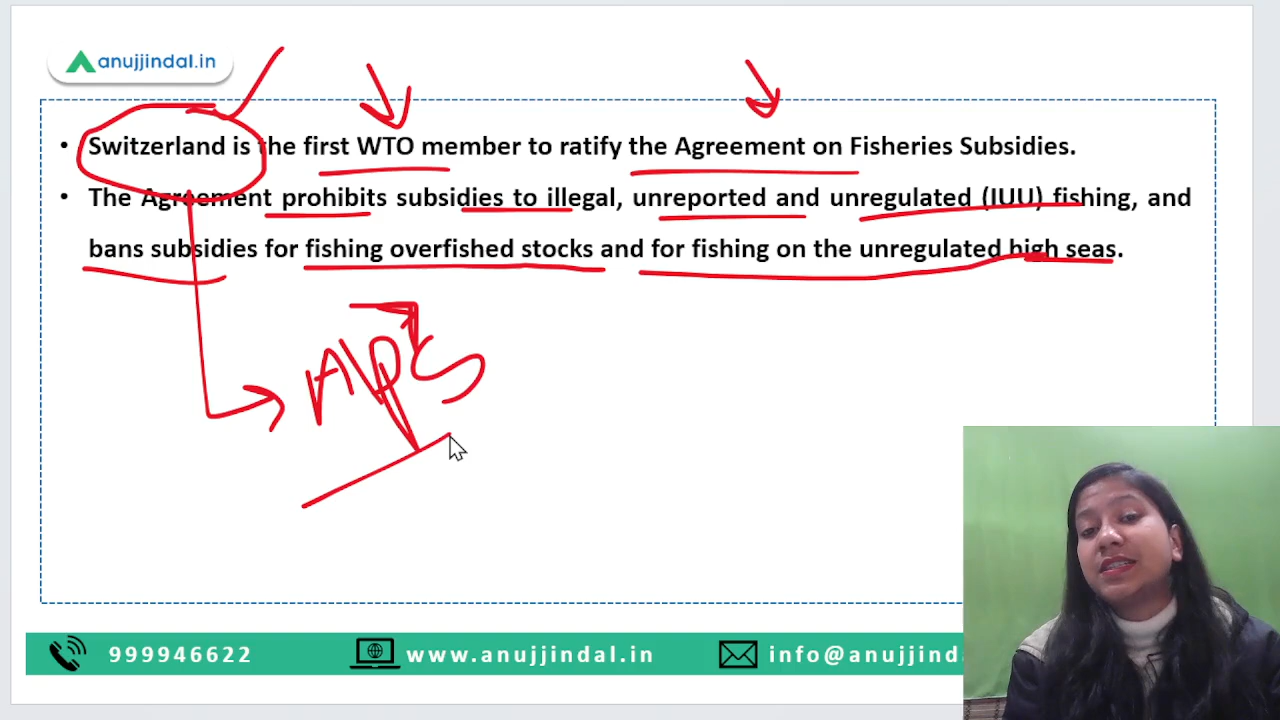 anujjindal.in
• Switzerland is the first WTO member to ratify the Agreement on Fisheries Subsidies.
• The Agreement prohibits subsidies to illegal, unreported and unregulated (IUU) fishing, and
bans subsidies for fishing overfished stocks and for fishing on the unregulated high seas.
APS
999946622 www.anujjindal.in info@anujjind